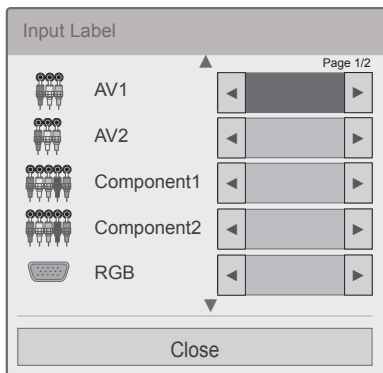 Input Label
Page 1/2
AV1
AV2
Component1
Component2
RGB
Close